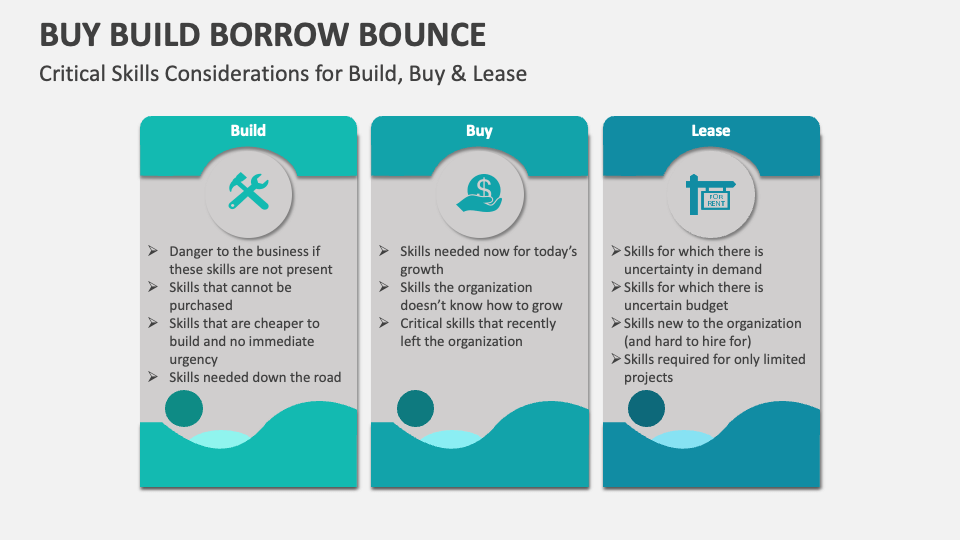 BUY BUILD BORROW BOUNCE
Critical Skills Considerations for Build, Buy & Lease
Build
➢ Danger to the business if
these skills are not present
➢ Skills that cannot be
purchased
➢ Skills that are cheaper to
build and no immediate
urgency
➢ Skills needed down the road
Buy
$
➢ Skills needed now for today’s
growth
➢ Skills the organization
doesn’t know how to grow
➢ Critical skills that recently
left the organization
Lease
FOR
RENT
➢ Skills for which there is
uncertainty in demand
➢ Skills for which there is
uncertain budget
➢ Skills new to the organization
(and hard to hire for)
➢ Skills required for only limited
projects